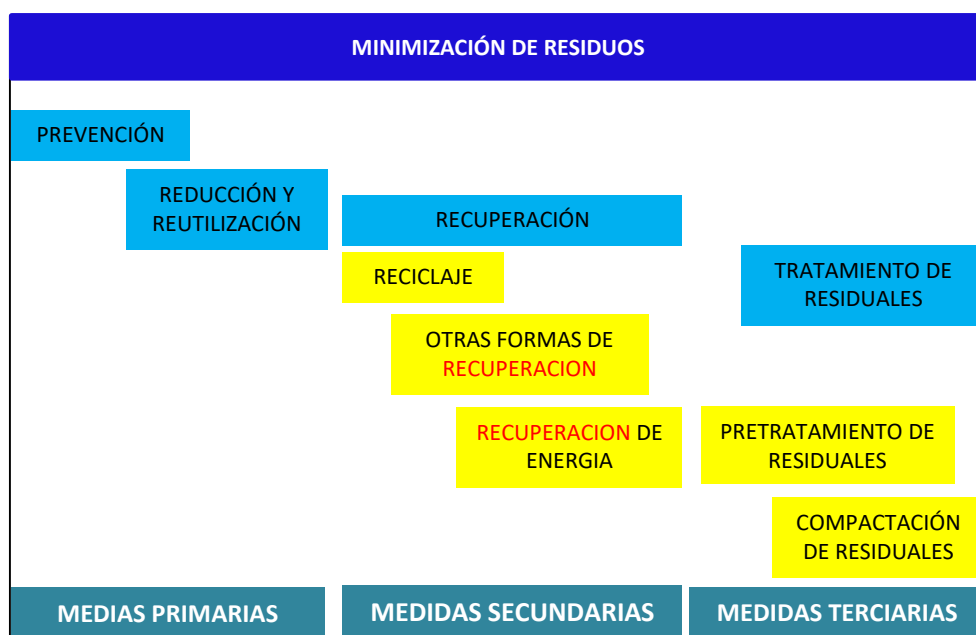 MINIMIZACIÓN DE RESIDUOS
PREVENCIÓN
REDUCCIÓN Y
REUTILIZACIÓN
RECUPERACIÓN
RECICLAJE
TRATAMIENTO DE
RESIDUALES
OTRAS FORMAS DE
RECUPERACION
RECUPERACION DE
ENERGIA
PRETRATAMIENTO DE
RESIDUALES
COMPACTACIÓN
DE RESIDUALES
MEDIAS PRIMARIAS
MEDIDAS SECUNDARIAS
MEDIDAS TERCIARIAS